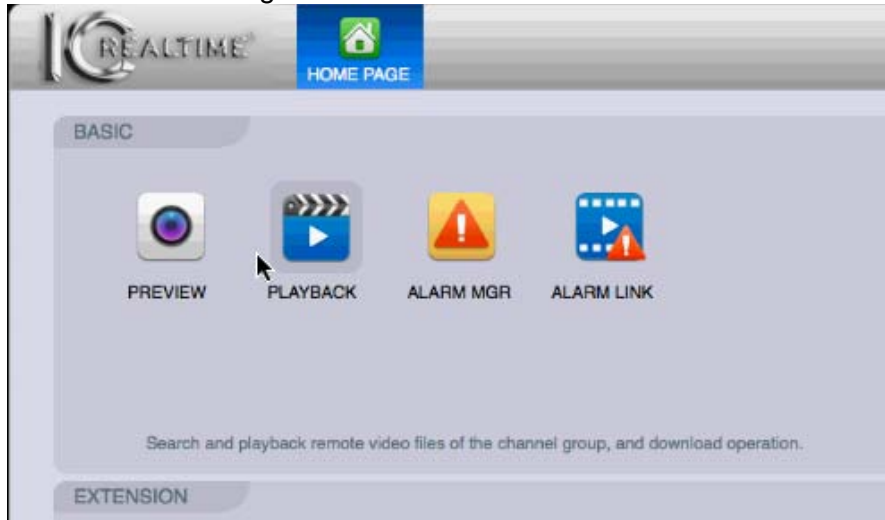 IC REALTIME®
HOME PAGE
BASIC
PREVIEW PLAYBACK ALARM MGR ALARM LINK
Search and playback remote video files of the channel group, and download operation.
EXTENSION